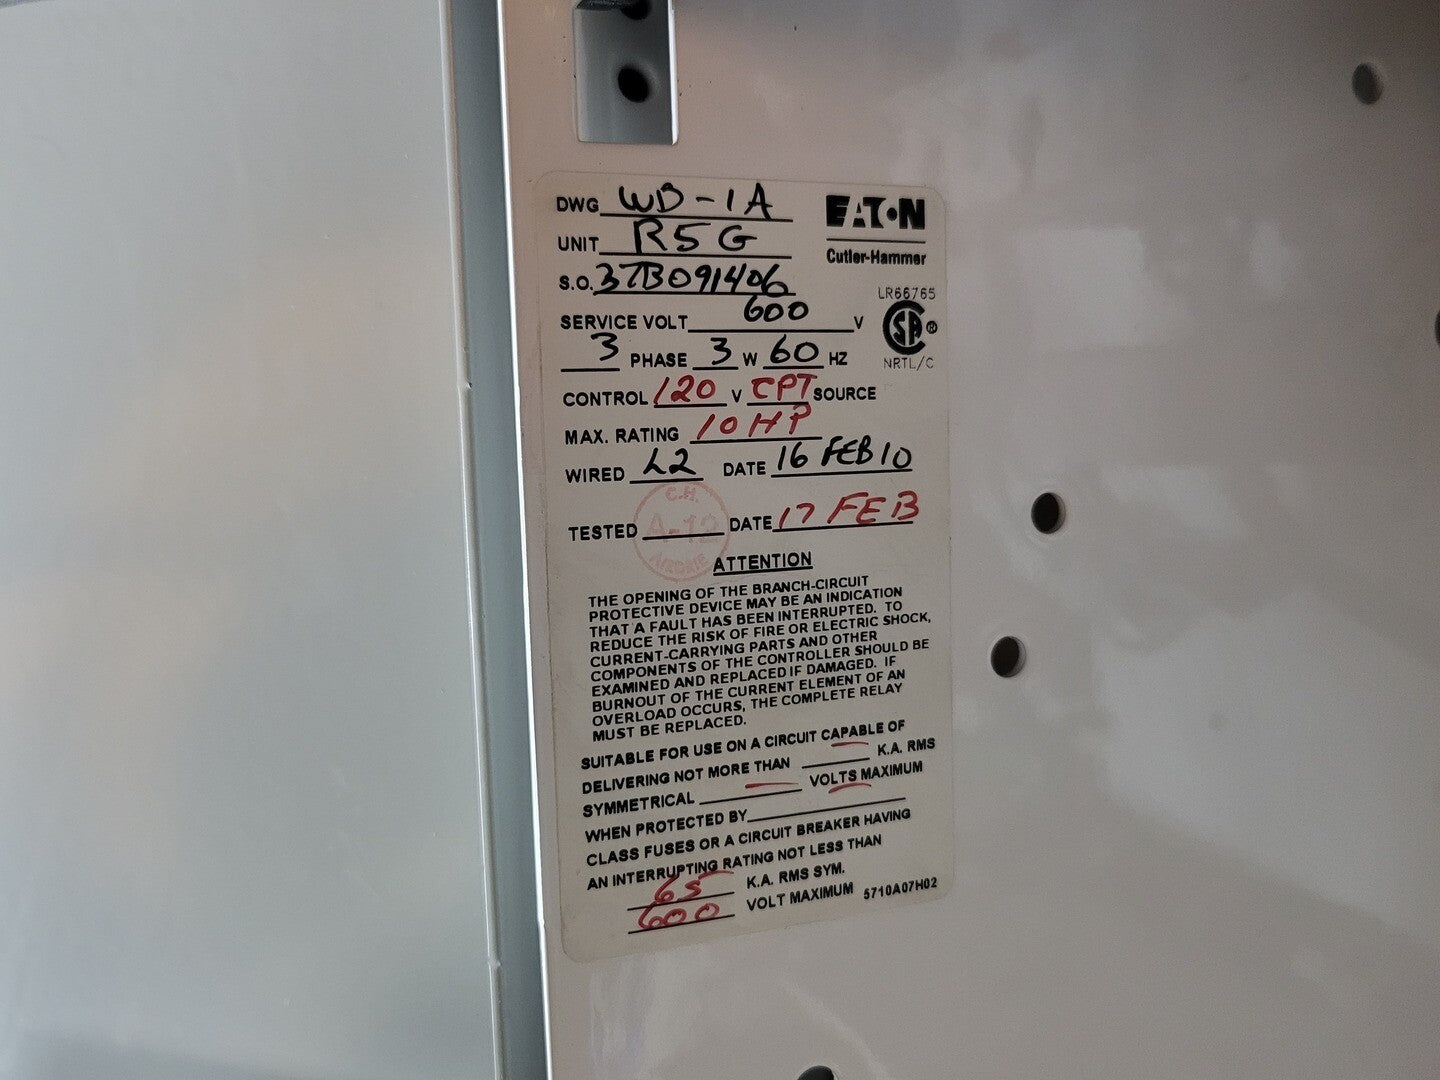 DWG WD-1A
EATON
UNIT R5G
Cutler-Hammer
S.O. 37B091406
LR66765
SERVICE VOLT 600 V
SA ®
NRTL/C
3 PHASE 3 W 60 HZ
CONTROL 120 V CPT SOURCE
MAX. RATING 10 HP
WIRED L2 DATE 16 FEB 10
C.H.
TESTED A-12 DATE 17 FEB
AIRDRIE
ATTENTION
THE OPENING OF THE BRANCH-CIRCUIT
PROTECTIVE DEVICE MAY BE AN INDICATION
THAT A FAULT HAS BEEN INTERRUPTED. TO
REDUCE THE RISK OF FIRE OR ELECTRIC SHOCK,
CURRENT-CARRYING PARTS AND OTHER
COMPONENTS OF THE CONTROLLER SHOULD BE
EXAMINED AND REPLACED IF DAMAGED. IF
BURNOUT OF THE CURRENT ELEMENT OF AN
OVERLOAD OCCURS, THE COMPLETE RELAY
MUST BE REPLACED.
SUITABLE FOR USE ON A CIRCUIT CAPABLE OF
DELIVERING NOT MORE THAN — K.A. RMS
SYMMETRICAL — VOLTS MAXIMUM
WHEN PROTECTED BY —
CLASS FUSES OR A CIRCUIT BREAKER HAVING
AN INTERRUPTING RATING NOT LESS THAN
65 K.A. RMS SYM.
600 VOLT MAXIMUM 5710A07H02